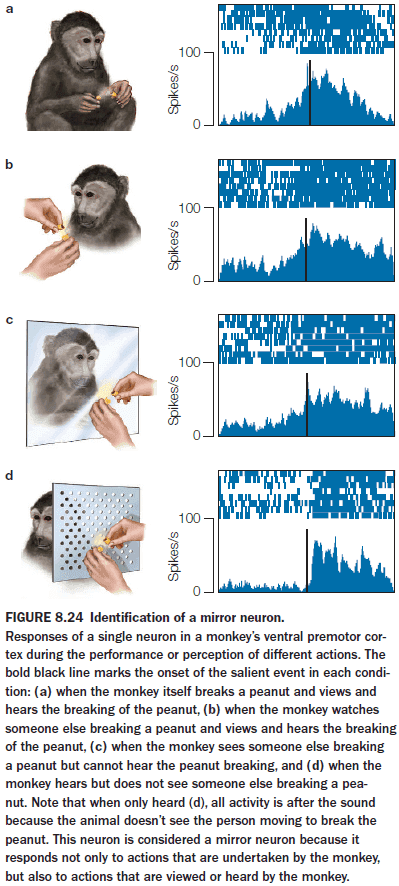 a
Spikes/s
100
0
b
Spikes/s
100
0
c
Spikes/s
100
0
d
Spikes/s
100
0
FIGURE 8.24 Identification of a mirror neuron.
Responses of a single neuron in a monkey's ventral premotor cor-
tex during the performance or perception of different actions. The
bold black line marks the onset of the salient event in each condi-
tion: (a) when the monkey itself breaks a peanut and views and
hears the breaking of the peanut, (b) when the monkey watches
someone else breaking a peanut and views and hears the breaking
of the peanut, (c) when the monkey sees someone else breaking
a peanut but cannot hear the peanut breaking, and (d) when the
monkey hears but does not see someone else breaking a pea-
nut. Note that when only heard (d), all activity is after the sound
because the animal doesn't see the person moving to break the
peanut. This neuron is considered a mirror neuron because it
responds not only to actions that are undertaken by the monkey,
but also to actions that are viewed or heard by the monkey.